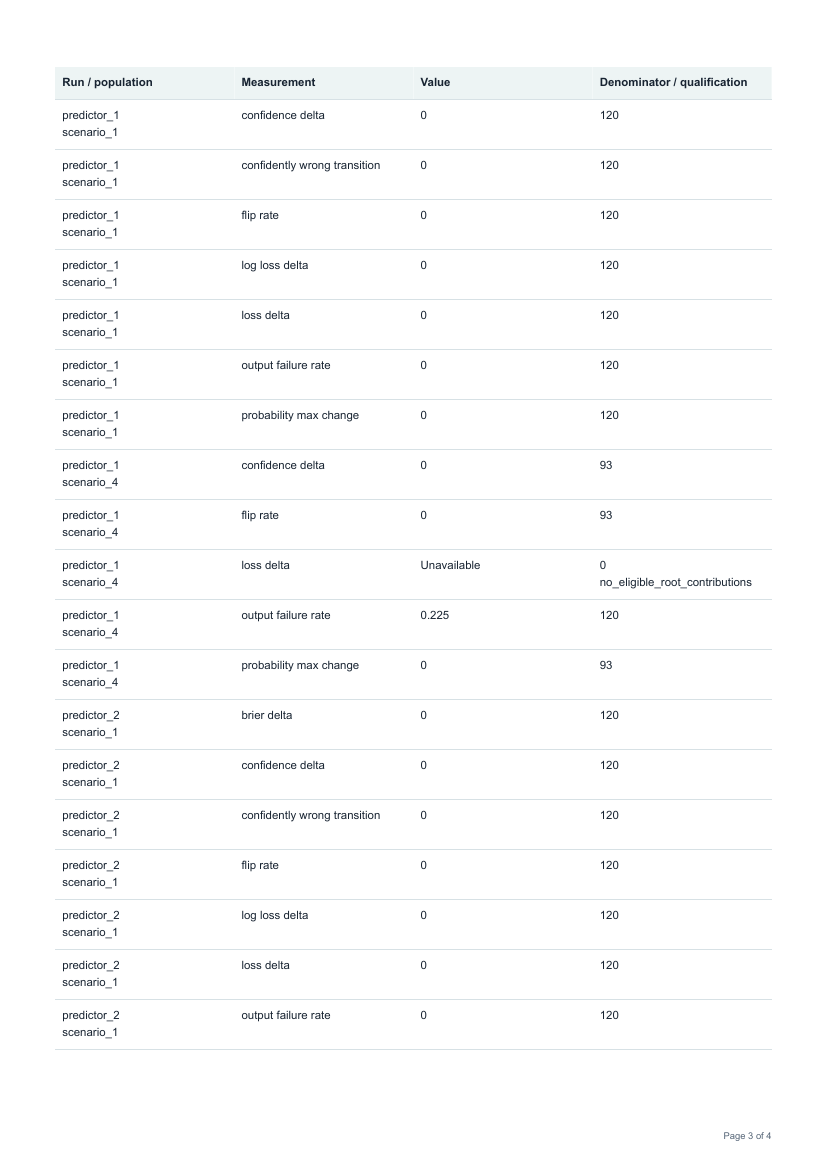 Run / population Measurement Value Denominator / qualification
predictor_1 confidence delta 0 120
scenario_1
predictor_1 confidently wrong transition 0 120
scenario_1
predictor_1 flip rate 0 120
scenario_1
predictor_1 log loss delta 0 120
scenario_1
predictor_1 loss delta 0 120
scenario_1
predictor_1 output failure rate 0 120
scenario_1
predictor_1 probability max change 0 120
scenario_1
predictor_1 confidence delta 0 93
scenario_4
predictor_1 flip rate 0 93
scenario_4
predictor_1 loss delta Unavailable 0
scenario_4 no_eligible_root_contributions
predictor_1 output failure rate 0.225 120
scenario_4
predictor_1 probability max change 0 93
scenario_4
predictor_2 brier delta 0 120
scenario_1
predictor_2 confidence delta 0 120
scenario_1
predictor_2 confidently wrong transition 0 120
scenario_1
predictor_2 flip rate 0 120
scenario_1
predictor_2 log loss delta 0 120
scenario_1
predictor_2 loss delta 0 120
scenario_1
predictor_2 output failure rate 0 120
scenario_1
Page 3 of 4